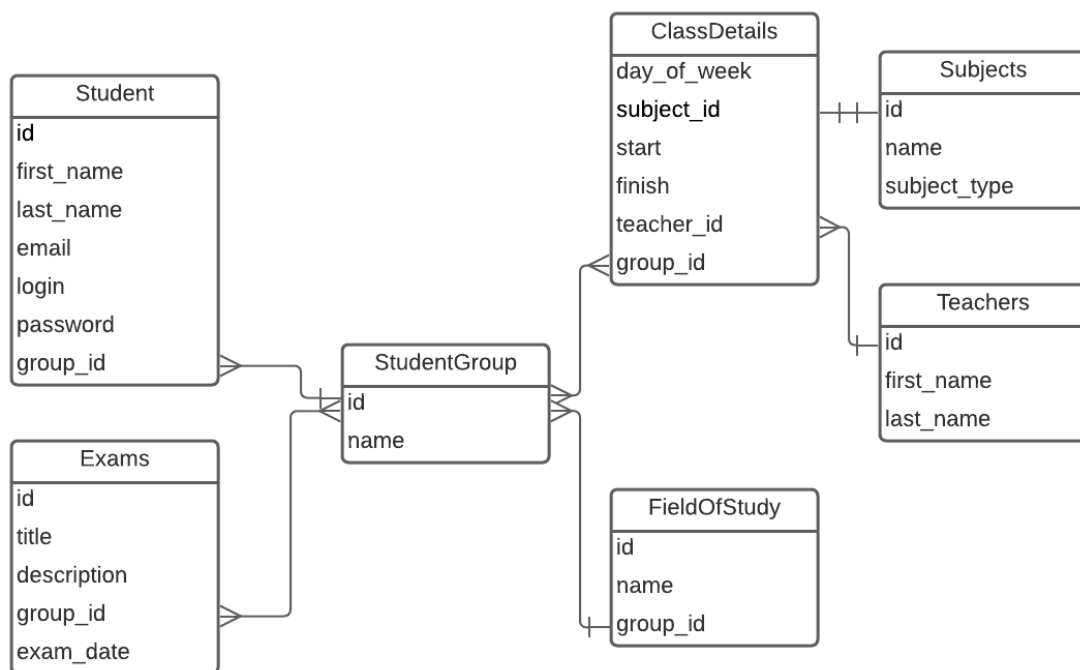 Student
id
first_name
last_name
email
login
password
group_id
Exams
id
title
description
group_id
exam_date
StudentGroup
id
name
ClassDetails
day_of_week
subject_id
start
finish
teacher_id
group_id
FieldOfStudy
id
name
group_id
Subjects
id
name
subject_type
Teachers
id
first_name
last_name